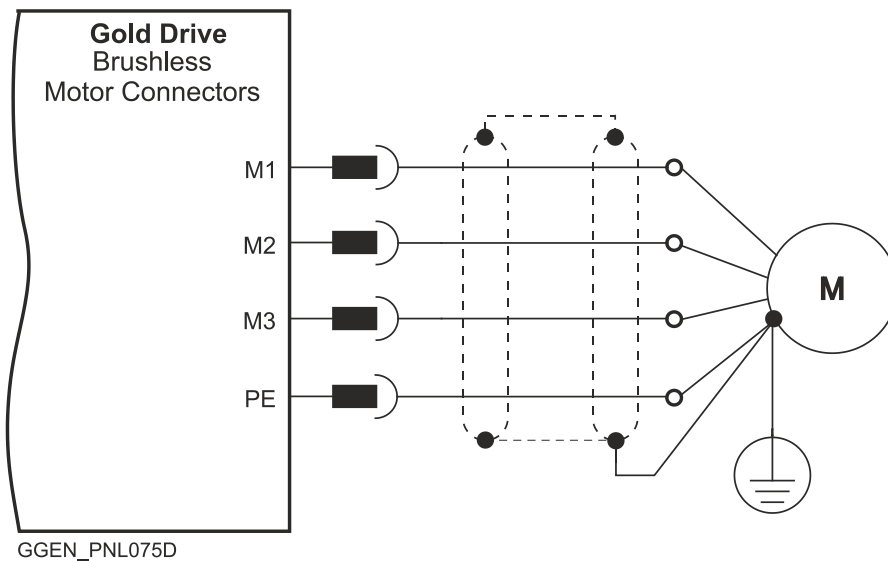 Gold Drive
Brushless
Motor Connectors
M1
M2
M3
PE
M
GGEN_PNL075D